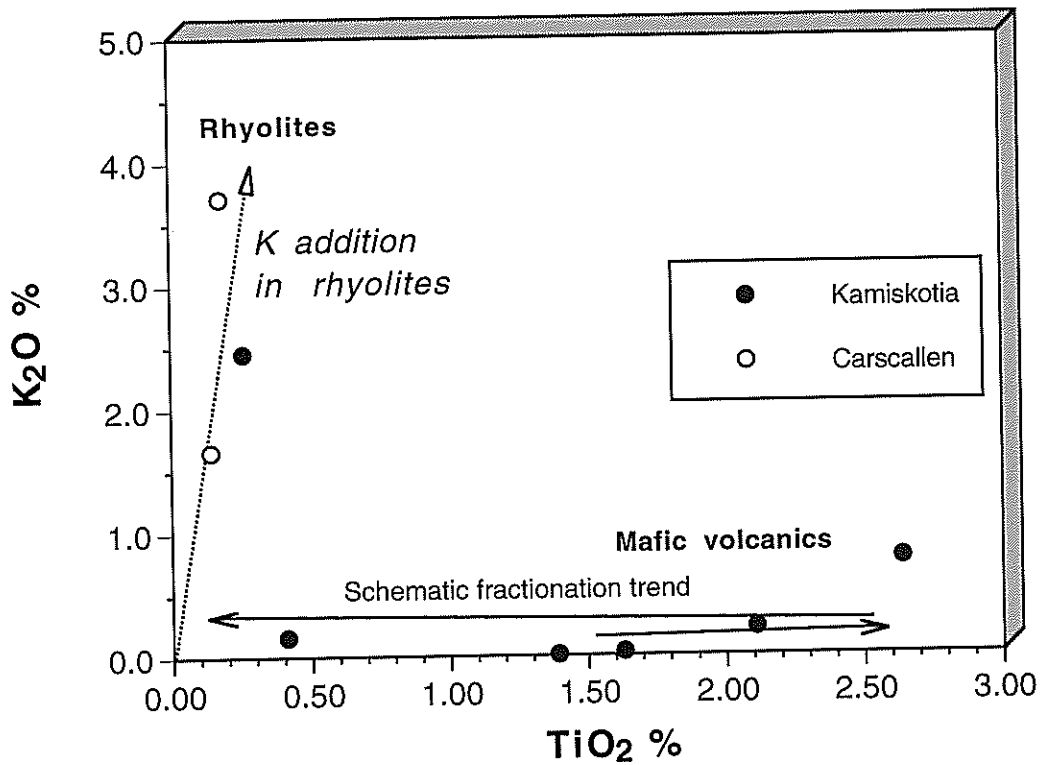 5.0
4.0
3.0
2.0
1.0
0.0
K₂O %
Rhyolites
K addition
in rhyolites
Kamiskotia
Carscallen
Mafic volcanics
Schematic fractionation trend
0.00 0.50 1.00 1.50 2.00 2.50 3.00
TiO₂ %